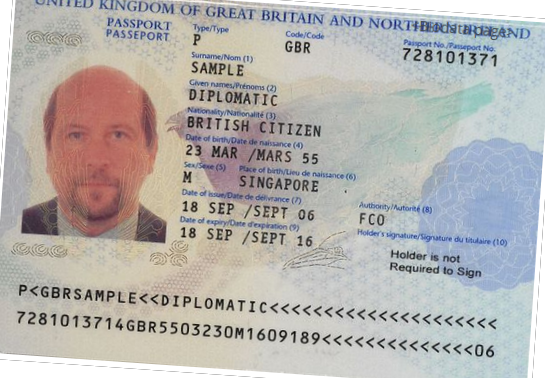 UNITED KINGDOM OF GREAT BRITAIN AND NORTHERN IRELAND
PASSPORT
PASSEPORT
Type/Type
P
Code/Code
GBR
Passport No./Passeport No.
728101371
Surname/Nom (1)
SAMPLE
Given names/Prénoms (2)
DIPLOMATIC
Nationality/Nationalité (3)
BRITISH CITIZEN
Date of birth/Date de naissance (4)
23 MAR /MARS 55
Sex/Sexe (5) Place of birth/Lieu de naissance (6)
M SINGAPORE
Date of issue/Date de délivrance (7)
18 SEP /SEPT 06
Authority/Autorité (8)
FCO
Date of expiry/Date d'expiration (9)
18 SEP /SEPT 16
Holder's signature/Signature du titulaire (10)
Holder is not
Required to Sign
P<GBRSAMPLE<<DIPLOMATIC<<<<<<<<<<<<<<<<<<<<<
7281013714GBR5503230M1609189<<<<<<<<<<<<<<06